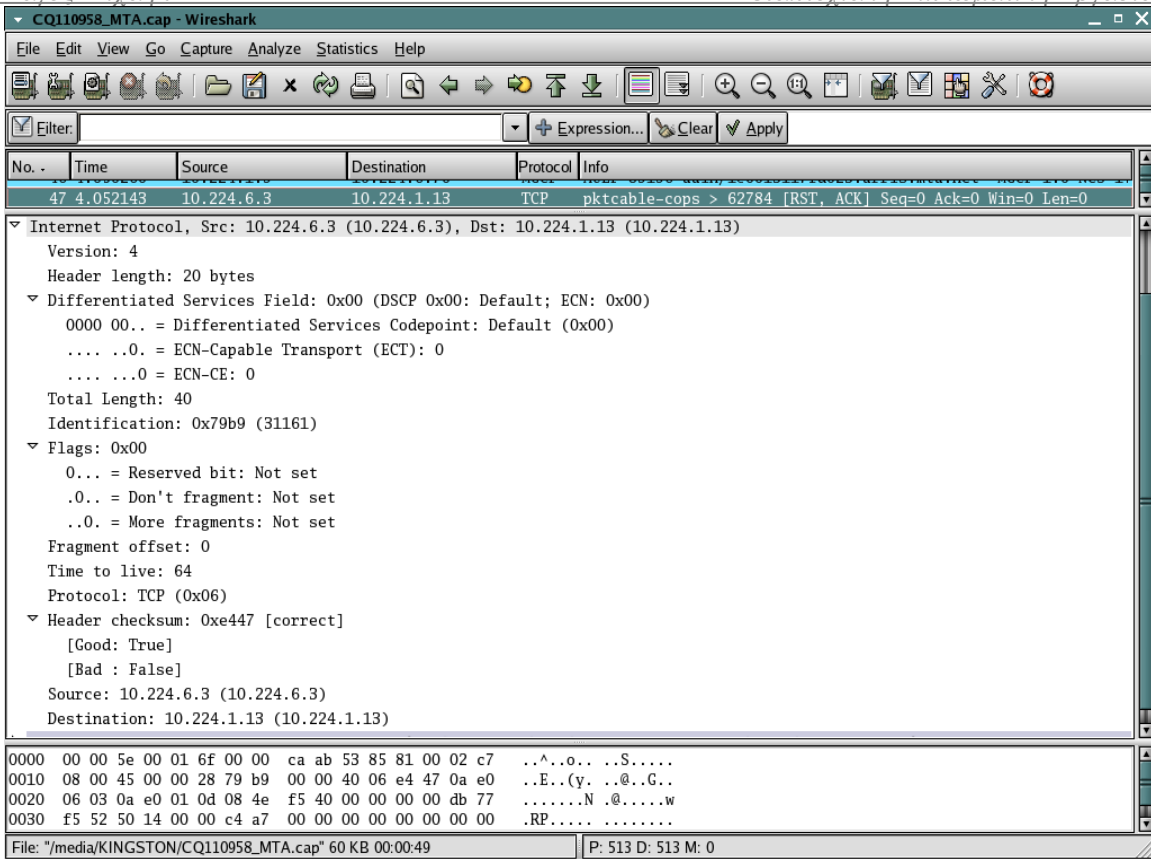 CQ110958_MTA.cap - Wireshark
File Edit View Go Capture Analyze Statistics Help
Filter: Expression... Clear Apply
No. . Time Source Destination Protocol Info
47 4.052143 10.224.6.3 10.224.1.13 TCP pktcable-cops > 62784 [RST, ACK] Seq=0 Ack=0 Win=0 Len=0
Internet Protocol, Src: 10.224.6.3 (10.224.6.3), Dst: 10.224.1.13 (10.224.1.13)
Version: 4
Header length: 20 bytes
Differentiated Services Field: 0x00 (DSCP 0x00: Default; ECN: 0x00)
0000 00.. = Differentiated Services Codepoint: Default (0x00)
.... ..0. = ECN-Capable Transport (ECT): 0
.... ...0 = ECN-CE: 0
Total Length: 40
Identification: 0x79b9 (31161)
Flags: 0x00
0... = Reserved bit: Not set
.0.. = Don't fragment: Not set
..0. = More fragments: Not set
Fragment offset: 0
Time to live: 64
Protocol: TCP (0x06)
Header checksum: 0xe447 [correct]
[Good: True]
[Bad : False]
Source: 10.224.6.3 (10.224.6.3)
Destination: 10.224.1.13 (10.224.1.13)
0000 00 00 5e 00 01 6f 00 00 ca ab 53 85 81 00 02 c7 ..^..o.. ..S.....
0010 08 00 45 00 00 28 79 b9 00 00 40 06 e4 47 0a e0 ..E..(y. ..@..G..
0020 06 03 0a e0 01 0d 08 4e f5 40 00 00 00 00 db 77 .......N .@.....w
0030 f5 52 50 14 00 00 c4 a7 00 00 00 00 00 00 00 00 .RP..... ........
File: "/media/KINGSTON/CQ110958_MTA.cap" 60 KB 00:00:49 P: 513 D: 513 M: 0